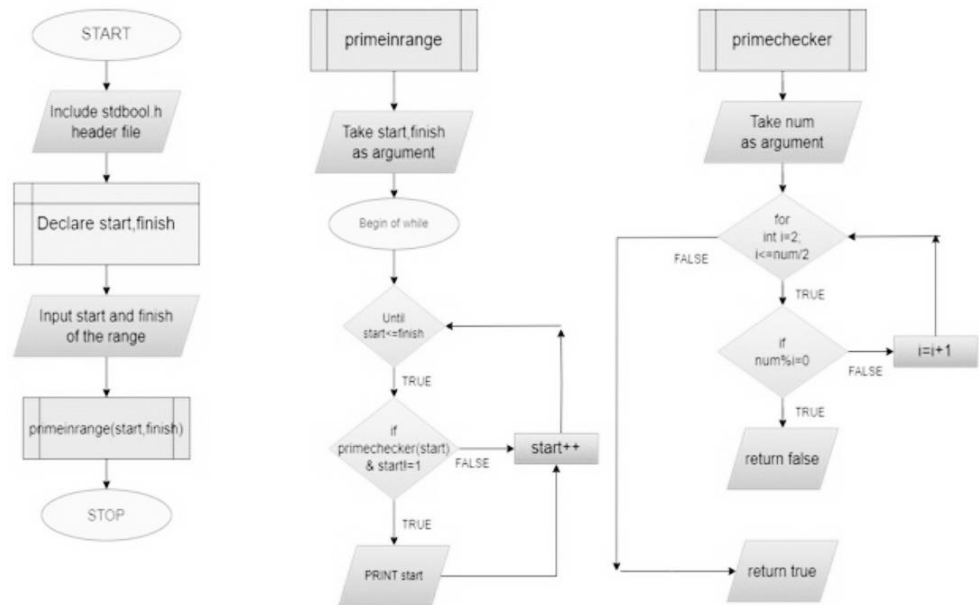 START
Include stdbool.h
header file
Declare start,finish
Input start and finish
of the range
primeinrange(start,finish)
STOP
primeinrange
Take start,finish
as argument
Begin of while
Until
start<=finish
TRUE
if
primechecker(start)
& start!=1
FALSE
start++
TRUE
PRINT start
primechecker
Take num
as argument
for
int i=2;
i<=num/2
FALSE
TRUE
if
num%i=0
FALSE
i=i+1
TRUE
return false
return true